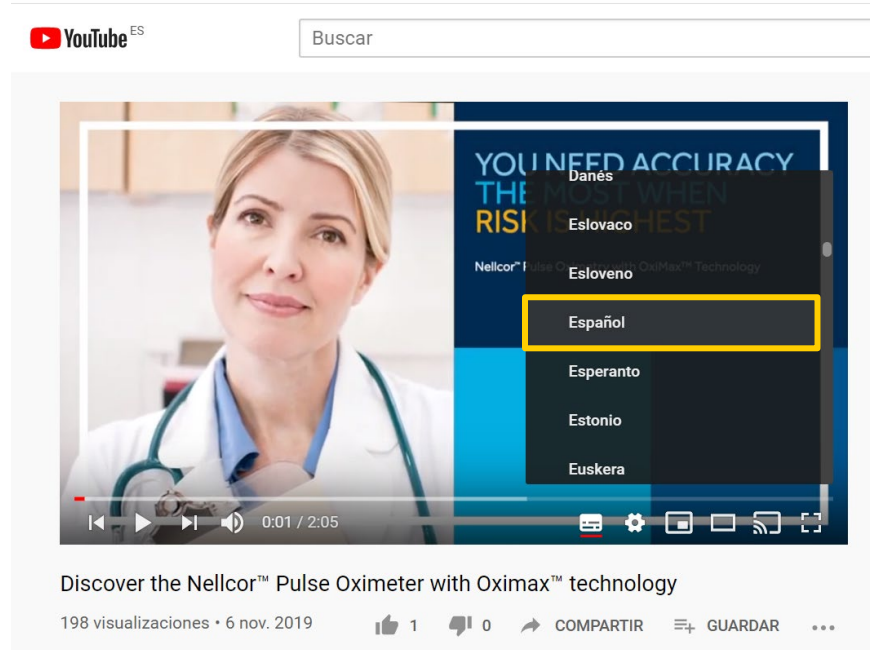 YouTube ES
Buscar
YOU NEED ACCURACY
THE MOST WHEN
RISK IS HIGHEST
Nellcor™ Pulse Oximetry with OxiMax™ Technology
Danés
Eslovaco
Esloveno
Español
Esperanto
Estonio
Euskera
0:01 / 2:05
Discover the Nellcor™ Pulse Oximeter with Oximax™ technology
198 visualizaciones • 6 nov. 2019
1
0
COMPARTIR
GUARDAR